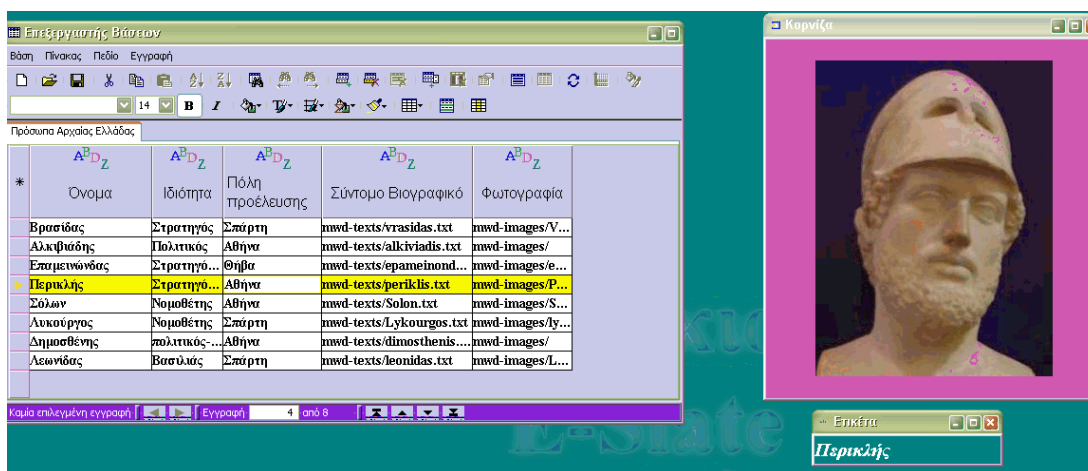 Επεξεργαστής Βάσεων
Βάση Πίνακας Πεδίο Εγγραφή
14 B I
Πρόσωπα Αρχαίας Ελλάδας
Όνομα Ιδιότητα Πόλη προέλευσης Σύντομο Βιογραφικό Φωτογραφία
Βρασίδας Στρατηγός Σπάρτη mwd-texts/vrasidas.txt mwd-images/V...
Αλκιβιάδης Πολιτικός Αθήνα mwd-texts/alkiviadis.txt mwd-images/
Επαμεινώνδας Στρατηγό... Θήβα mwd-texts/epameinond... mwd-images/e...
Περικλής Στρατηγό... Αθήνα mwd-texts/periklis.txt mwd-images/P...
Σόλων Νομοθέτης Αθήνα mwd-texts/Solon.txt mwd-images/S...
Λυκούργος Νομοθέτης Σπάρτη mwd-texts/Lykourgos.txt mwd-images/ly...
Δημοσθένης πολιτικός-... Αθήνα mwd-texts/dimosthenis.... mwd-images/
Λεωνίδας Βασιλιάς Σπάρτη mwd-texts/leonidas.txt mwd-images/L...
Καμία επιλεγμένη εγγραφή Εγγραφή 4 από 8
Κορνίζα
E-Slate
Ετικέτα
Περικλής